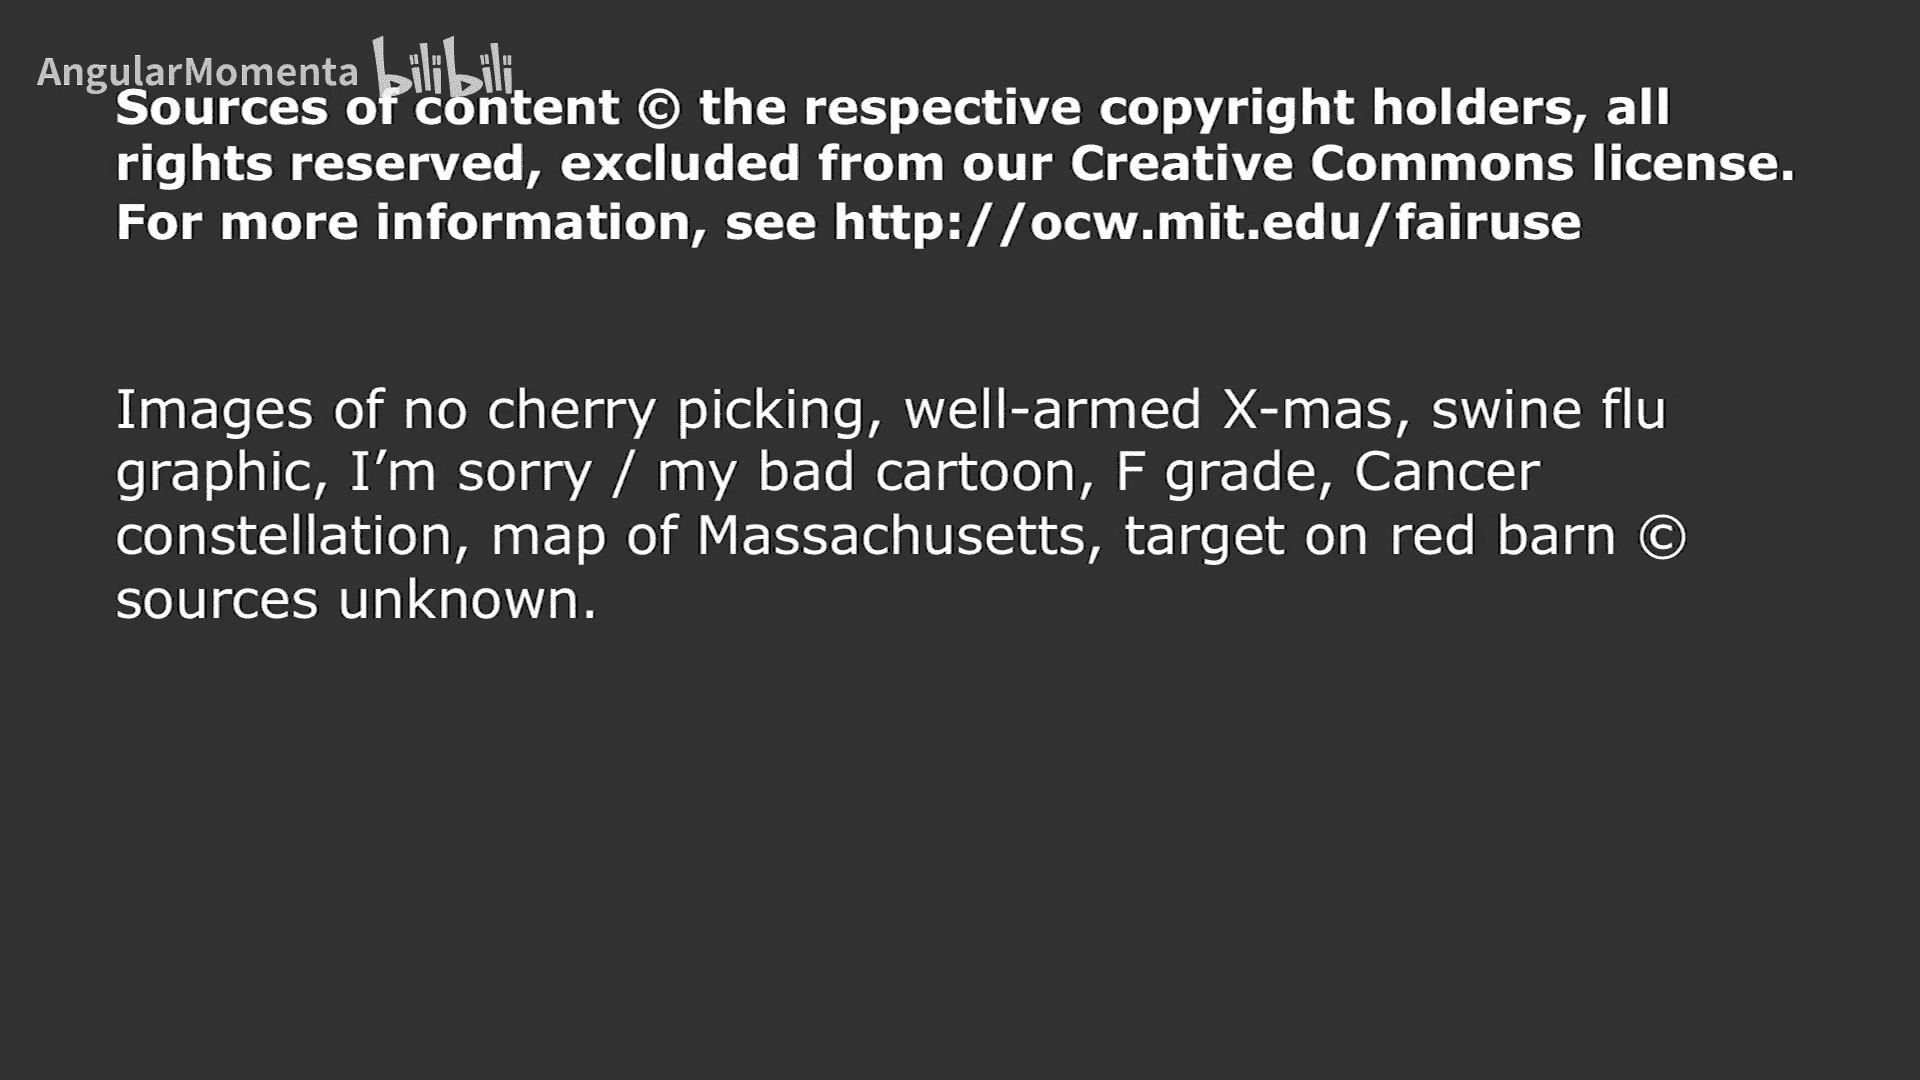 AngularMomenta bilibili
Sources of content © the respective copyright holders, all
rights reserved, excluded from our Creative Commons license.
For more information, see http://ocw.mit.edu/fairuse
Images of no cherry picking, well-armed X-mas, swine flu
graphic, I’m sorry / my bad cartoon, F grade, Cancer
constellation, map of Massachusetts, target on red barn ©
sources unknown.